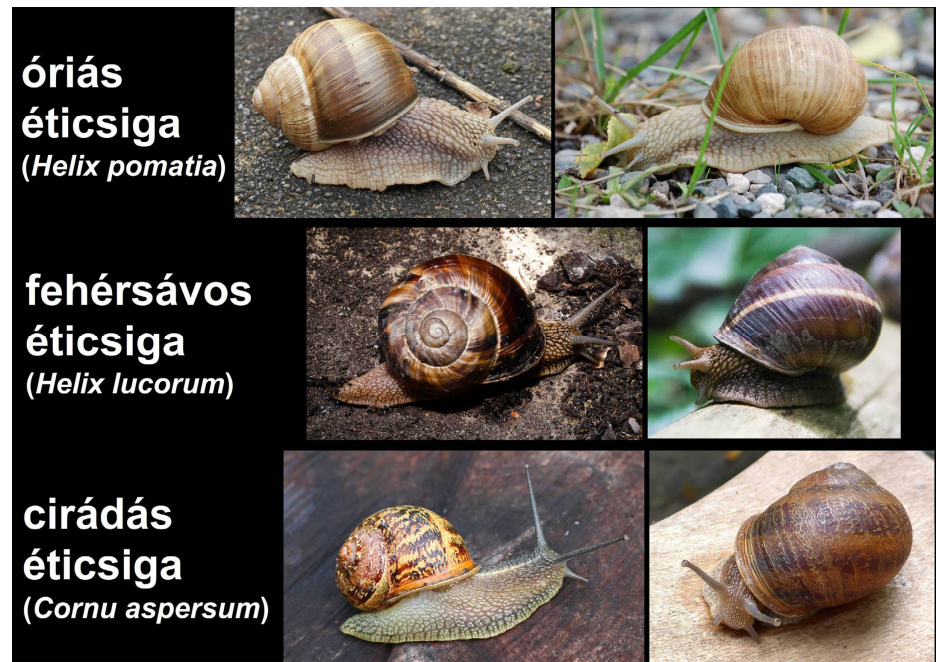 óriás
éticsiga
(Helix pomatia)
fehérsávos
éticsiga
(Helix lucorum)
cirádás
éticsiga
(Cornu aspersum)